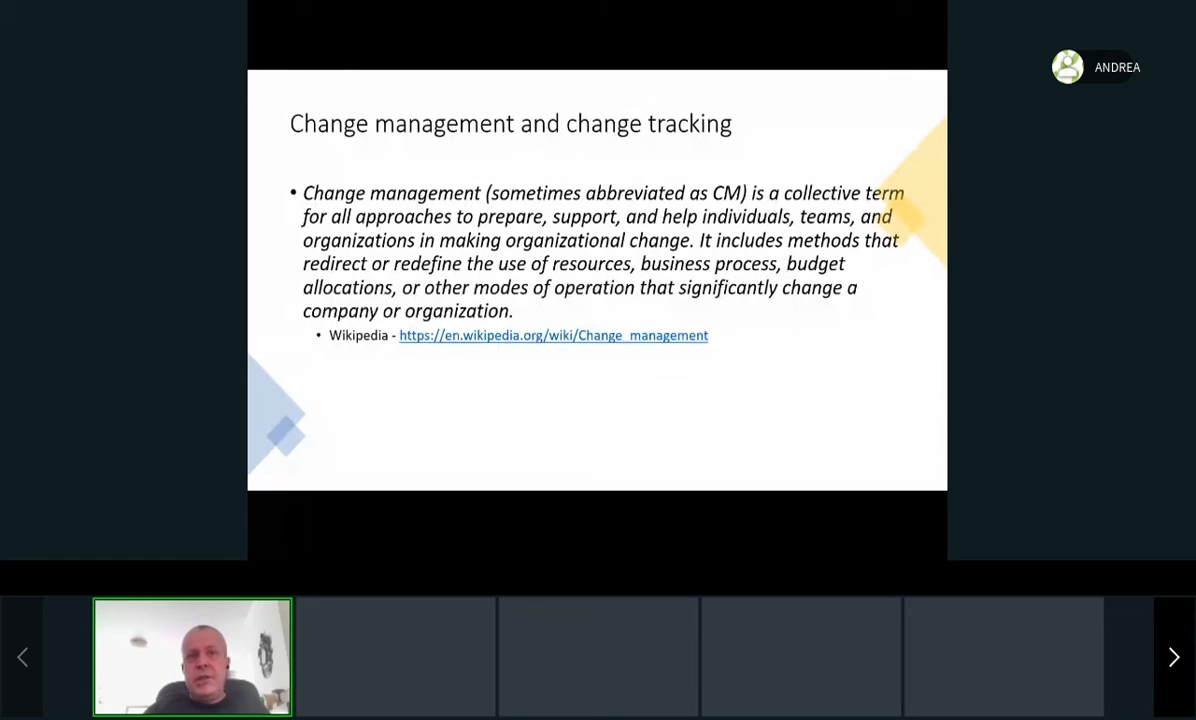 ANDREA
Change management and change tracking
• Change management (sometimes abbreviated as CM) is a collective term
for all approaches to prepare, support, and help individuals, teams, and
organizations in making organizational change. It includes methods that
redirect or redefine the use of resources, business process, budget
allocations, or other modes of operation that significantly change a
company or organization.
• Wikipedia - https://en.wikipedia.org/wiki/Change_management